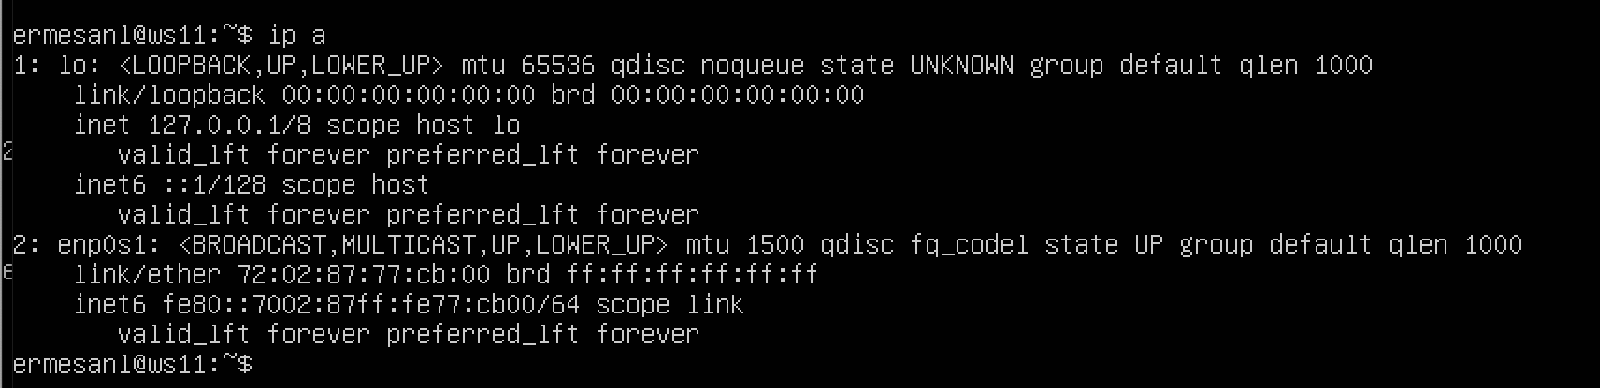 ermesanl@ws11:~$ ip a
1: lo: <LOOPBACK,UP,LOWER_UP> mtu 65536 qdisc noqueue state UNKNOWN group default qlen 1000
    link/loopback 00:00:00:00:00:00 brd 00:00:00:00:00:00
    inet 127.0.0.1/8 scope host lo
       valid_lft forever preferred_lft forever
    inet6 ::1/128 scope host
       valid_lft forever preferred_lft forever
2: enp0s1: <BROADCAST,MULTICAST,UP,LOWER_UP> mtu 1500 qdisc fq_codel state UP group default qlen 1000
    link/ether 72:02:87:77:cb:00 brd ff:ff:ff:ff:ff:ff
    inet6 fe80::7002:87ff:fe77:cb00/64 scope link
       valid_lft forever preferred_lft forever
ermesanl@ws11:~$